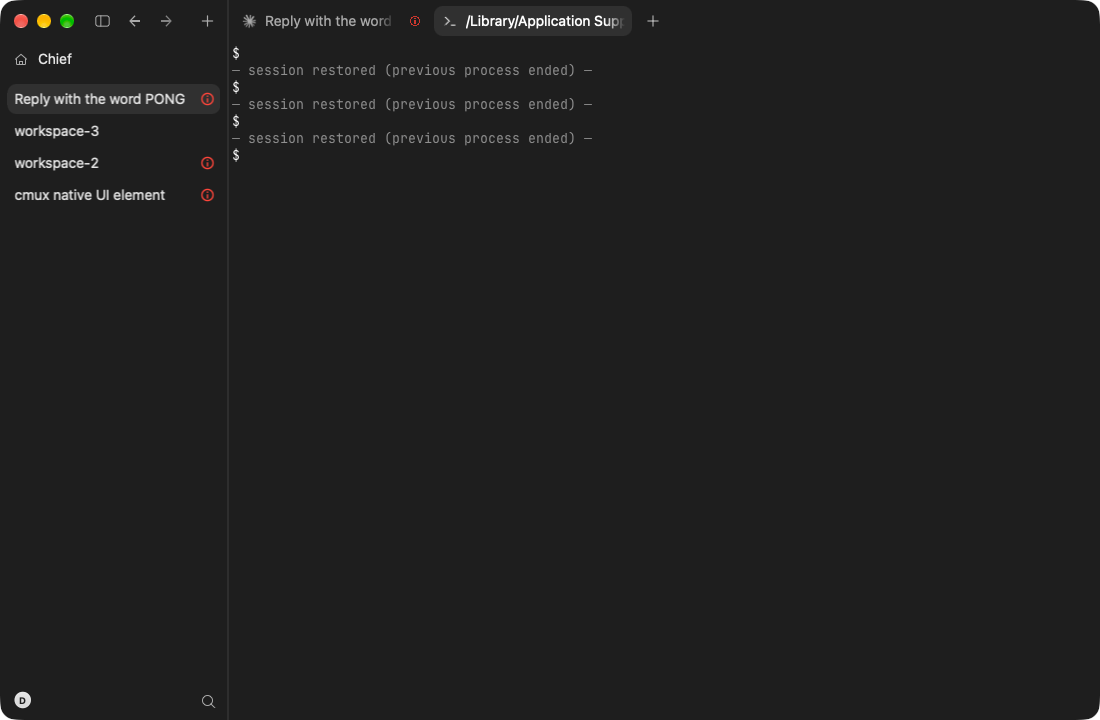 Chief
Reply with the word PONG
workspace-3
workspace-2
cmux native UI element
D
Reply with the word
>_ /Library/Application Supp
$
— session restored (previous process ended) —
$
— session restored (previous process ended) —
$
— session restored (previous process ended) —
$